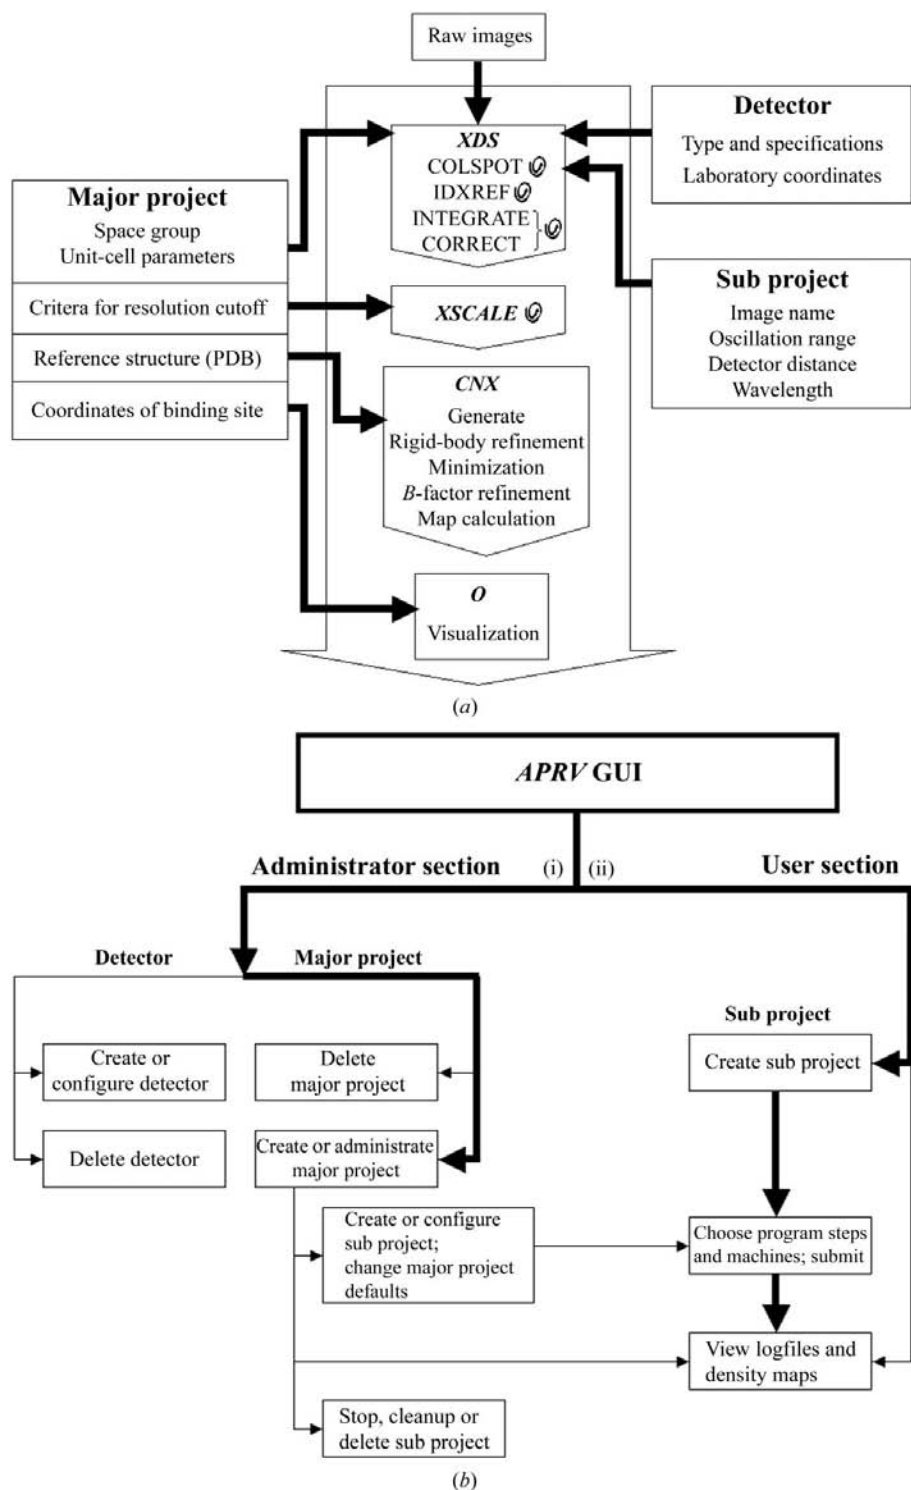 Raw images
XDS
COLSPOT
IDXREF
INTEGRATE
CORRECT
Detector
Type and specifications
Laboratory coordinates
Major project
Space group
Unit-cell parameters
Critera for resolution cutoff
Reference structure (PDB)
Coordinates of binding site
Sub project
Image name
Oscillation range
Detector distance
Wavelength
XSCALE
CNX
Generate
Rigid-body refinement
Minimization
B-factor refinement
Map calculation
O
Visualization
(a)
APRV GUI
Administrator section
(i)
(ii)
User section
Detector
Major project
Create or
configure detector
Delete detector
Delete
major project
Create or administrate
major project
Create or configure
sub project;
change major project
defaults
Stop, cleanup or
delete sub project
Sub project
Create sub project
Choose program steps
and machines; submit
View logfiles and
density maps
(b)